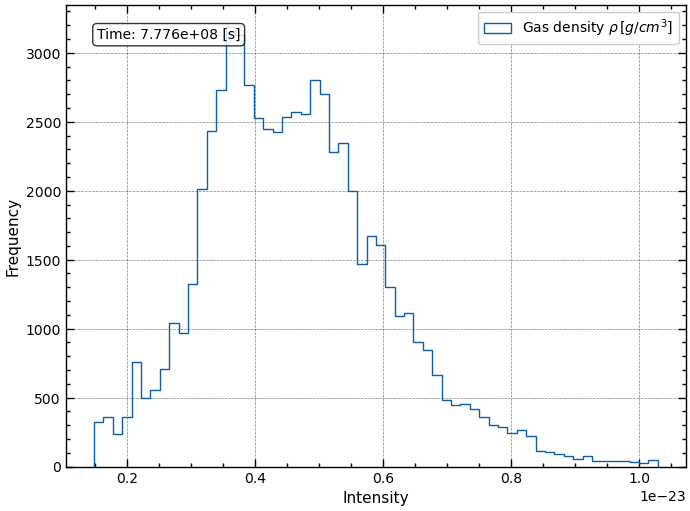 Time: 7.776e+08 [s]
Gas density ρ [g/cm³]
3000
2500
2000
1500
1000
500
0
Frequency
0.2 0.4 0.6 0.8 1.0
1e−23
Intensity